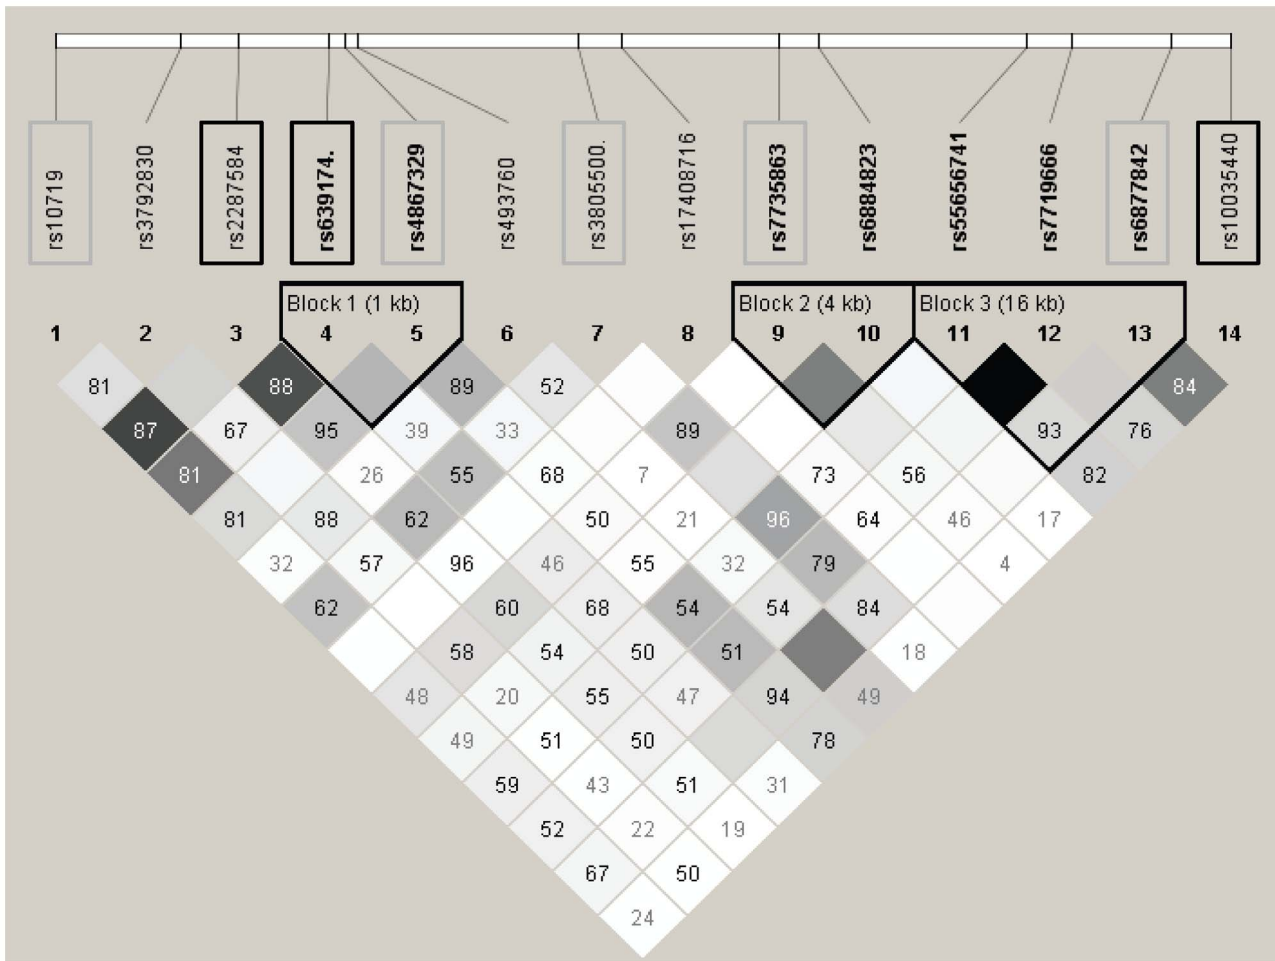 rs10719
rs3792830
rs2287584
rs639174.
rs4867329
rs493760
rs3805500.
rs17408716
rs7735863
rs6884823
rs55656741
rs7719666
rs6877842
rs10035440
Block 1 (1 kb) Block 2 (4 kb) Block 3 (16 kb)
1 2 3 4 5 6 7 8 9 10 11 12 13 14
81 88 89 52 84
87 67 95 39 33 89 93 76
81 26 55 68 7 73 56 82
81 88 62 50 21 96 64 46 17
32 57 96 46 55 32 79 4
62 60 68 54 54 84
58 54 50 51 18
48 20 55 47 94 49
49 51 50 78
59 43 51 31
52 22 19
67 50
24